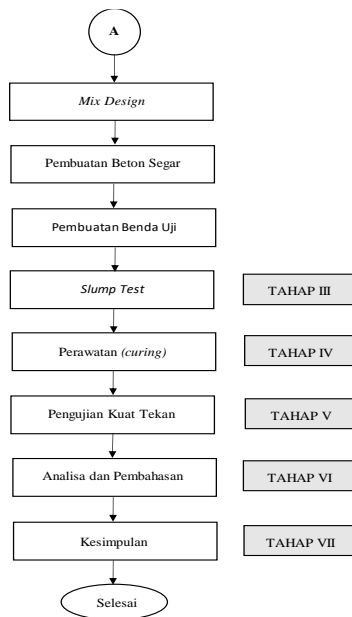 A
Mix Design
Pembuatan Beton Segar
Pembuatan Benda Uji
Slump Test
TAHAP III
Perawatan (curing)
TAHAP IV
Pengujian Kuat Tekan
TAHAP V
Analisa dan Pembahasan
TAHAP VI
Kesimpulan
TAHAP VII
Selesai